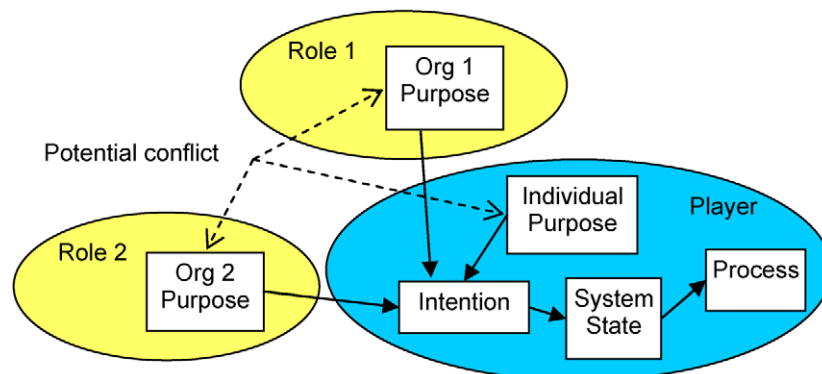 Role 1
Org 1
Purpose
Potential conflict
Individual
Purpose
Player
Role 2
Org 2
Purpose
Intention
System
State
Process